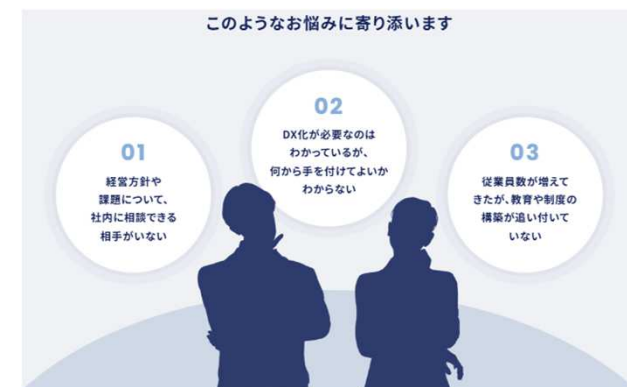 このようなお悩みに寄り添います
01
経営方針や
課題について、
社内に相談できる
相手がいない
02
DX化が必要なのは
わかっているが、
何から手を付けてよいか
わからない
03
従業員数が増えて
きたが、教育や制度の
構築が追い付いて
いない